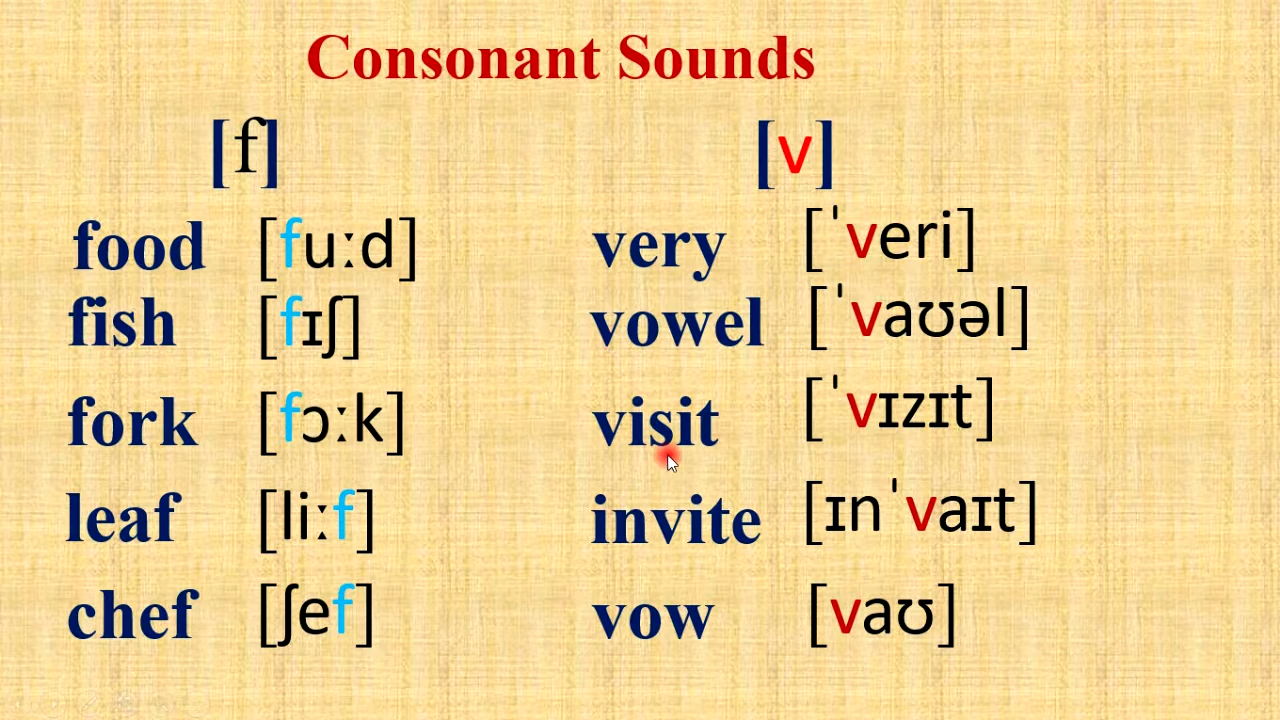 Consonant Sounds
[f] [v]
food [fuːd] very [ˈveri]
fish [fɪʃ] vowel [ˈvaʊəl]
fork [fɔːk] visit [ˈvɪzɪt]
leaf [liːf] invite [ɪnˈvaɪt]
chef [ʃef] vow [vaʊ]